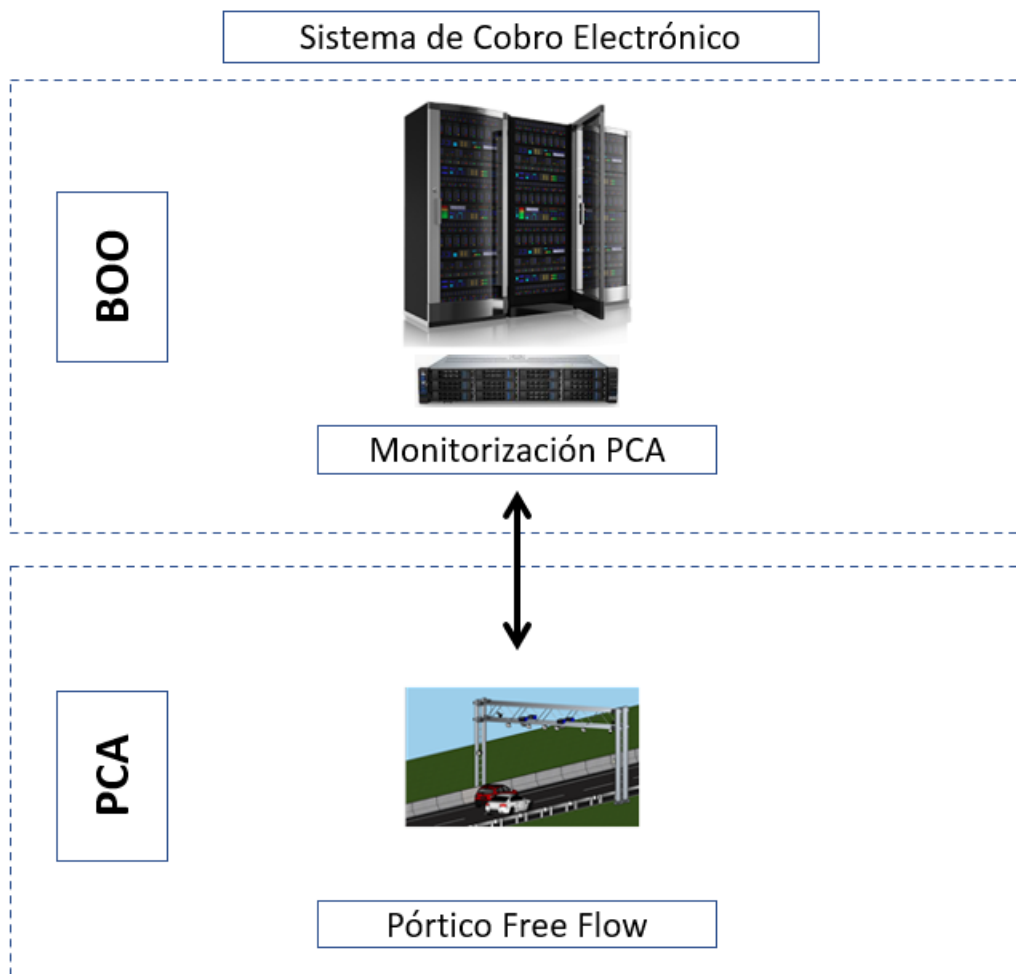 Sistema de Cobro Electrónico
BOO
Monitorización PCA
PCA
Pórtico Free Flow